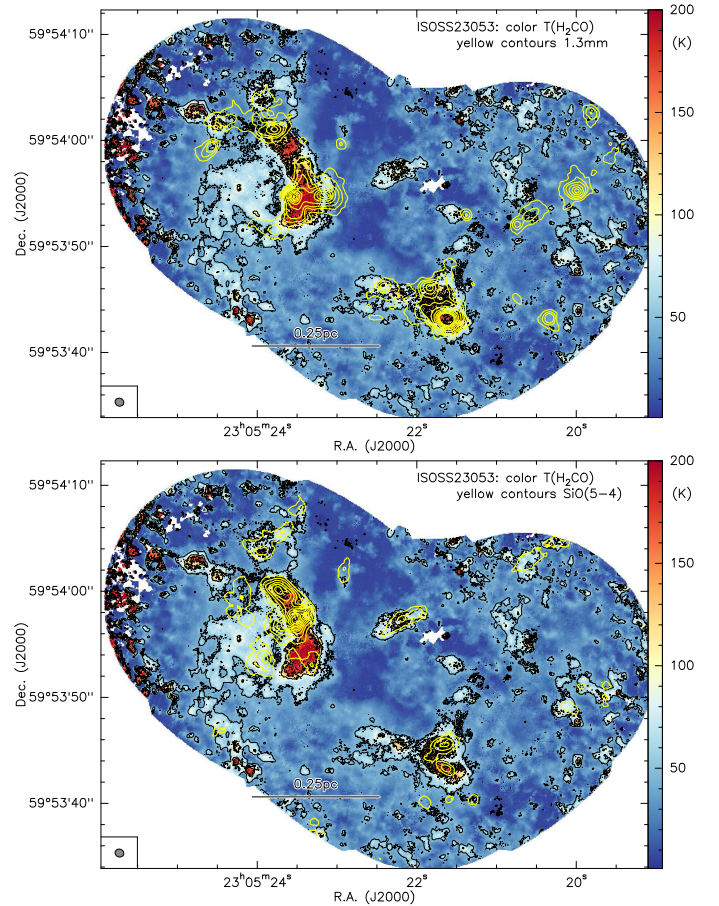 ISOSS23053: color T(H₂CO)
yellow contours 1.3mm
200
(K)
150
100
50
59°54'10''
59°54'00''
59°53'50''
59°53'40''
Dec. (J2000)
0.25pc
23ʰ05ᵐ24ˢ
22ˢ
20ˢ
R.A. (J2000)
ISOSS23053: color T(H₂CO)
yellow contours SiO(5−4)
200
(K)
150
100
50
59°54'10''
59°54'00''
59°53'50''
59°53'40''
Dec. (J2000)
0.25pc
23ʰ05ᵐ24ˢ
22ˢ
20ˢ
R.A. (J2000)